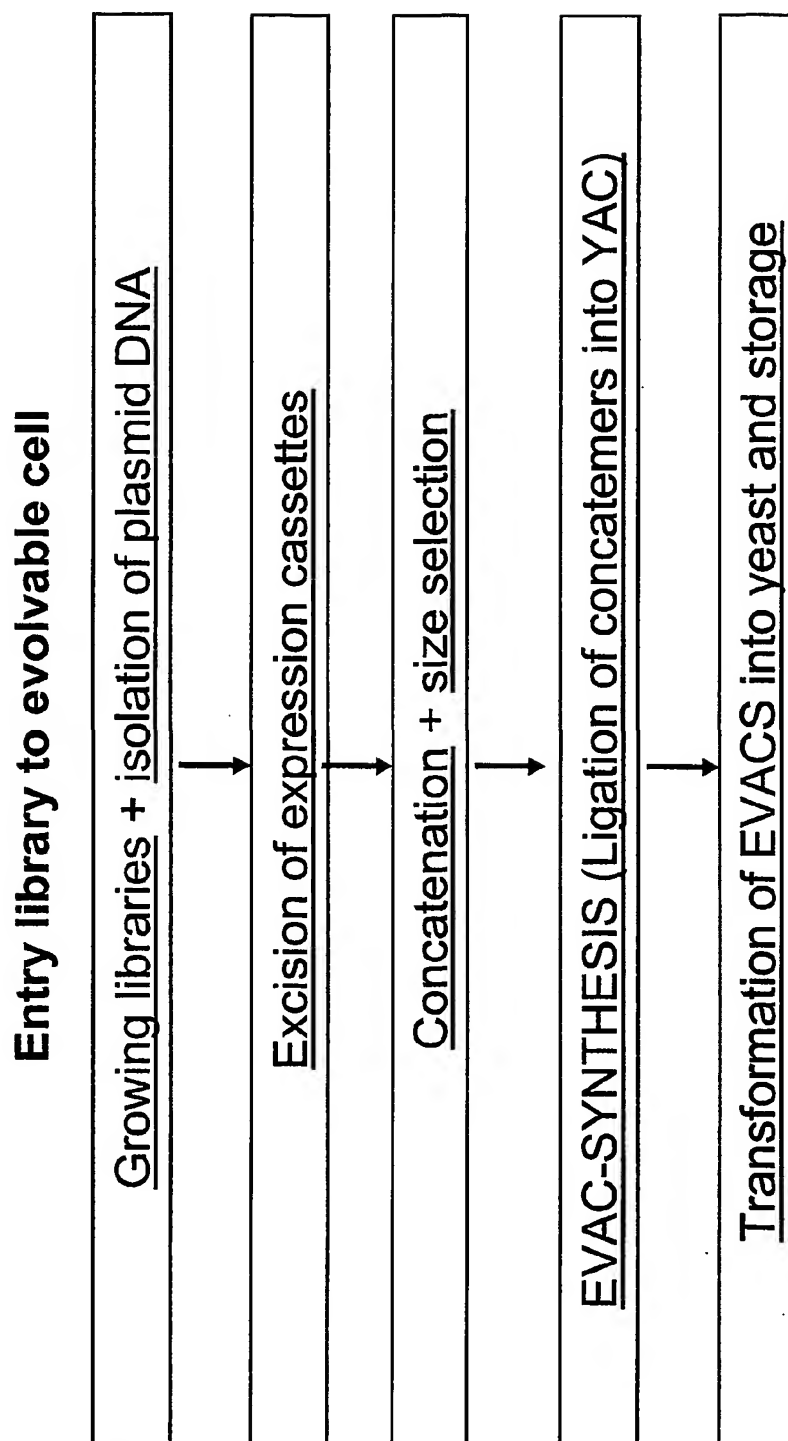 Entry library to evolvable cell
Growing libraries + isolation of plasmid DNA
Excision of expression cassettes
Concatenation + size selection
EVAC-SYNTHESIS (Ligation of concatemers into YAC)
Transformation of EVACS into yeast and storage